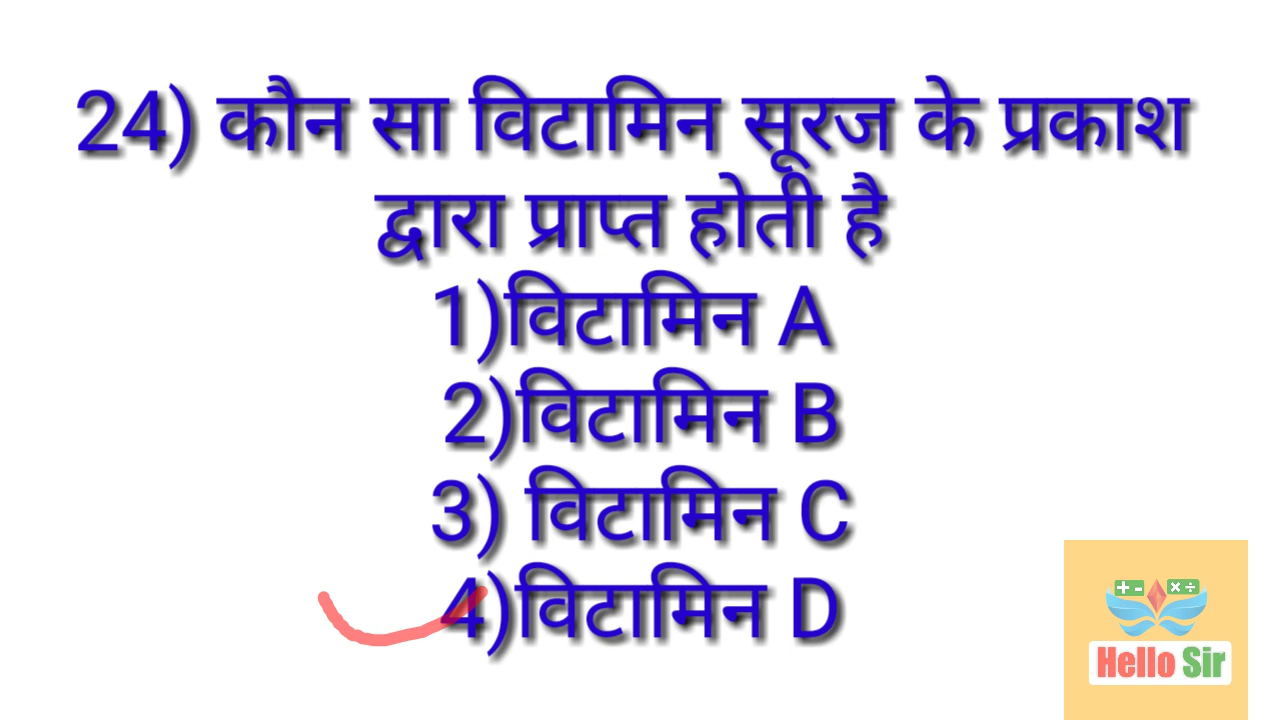 24) कौन सा विटामिन सूरज के प्रकाश
द्वारा प्राप्त होती है
1)विटामिन A
2)विटामिन B
3) विटामिन C
4)विटामिन D
+ - × ÷
Hello Sir